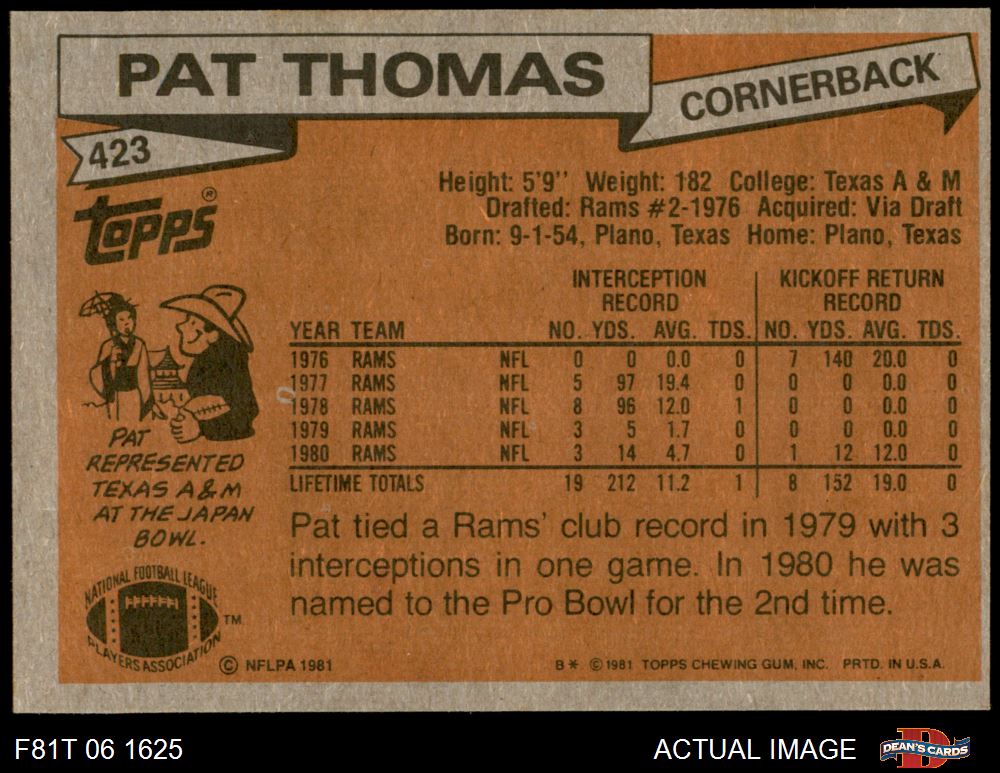 PAT THOMAS
CORNERBACK
423
TOPPS®
Height: 5'9'' Weight: 182 College: Texas A & M
Drafted: Rams #2-1976 Acquired: Via Draft
Born: 9-1-54, Plano, Texas Home: Plano, Texas
INTERCEPTION RECORD KICKOFF RETURN RECORD
YEAR TEAM NO. YDS. AVG. TDS. NO. YDS. AVG. TDS.
1976 RAMS NFL 0 0 0.0 0 7 140 20.0 0
1977 RAMS NFL 5 97 19.4 0 0 0 0.0 0
1978 RAMS NFL 8 96 12.0 1 0 0 0.0 0
1979 RAMS NFL 3 5 1.7 0 0 0 0.0 0
1980 RAMS NFL 3 14 4.7 0 1 12 12.0 0
LIFETIME TOTALS 19 212 11.2 1 8 152 19.0 0
PAT
REPRESENTED
TEXAS A&M
AT THE JAPAN
BOWL.
Pat tied a Rams' club record in 1979 with 3
interceptions in one game. In 1980 he was
named to the Pro Bowl for the 2nd time.
NATIONAL FOOTBALL LEAGUE
PLAYERS ASSOCIATION
TM
© NFLPA 1981
B* © 1981 TOPPS CHEWING GUM, INC. PRTD. IN U.S.A.
F81T 06 1625
ACTUAL IMAGE
DEAN'S CARDS